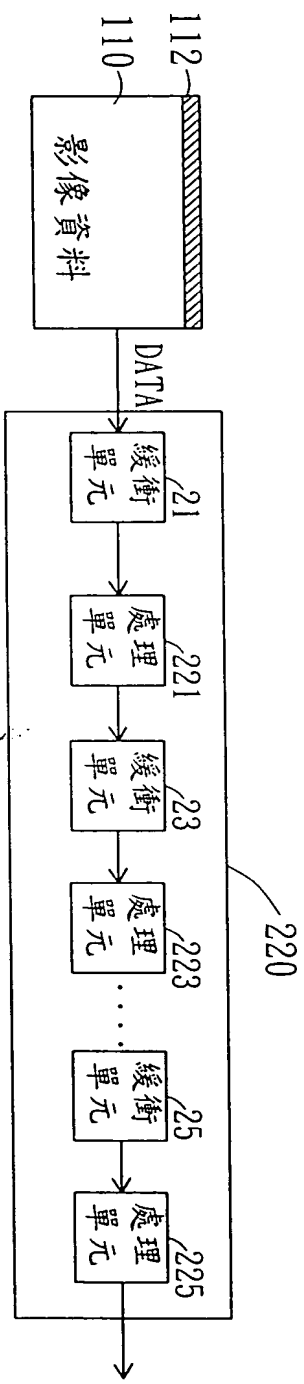 112
110
影像資料
DATA
緩衝
單元
21
處理
單元
221
緩衝
單元
23
處理
單元
223
.....
緩衝
單元
25
處理
單元
225
220